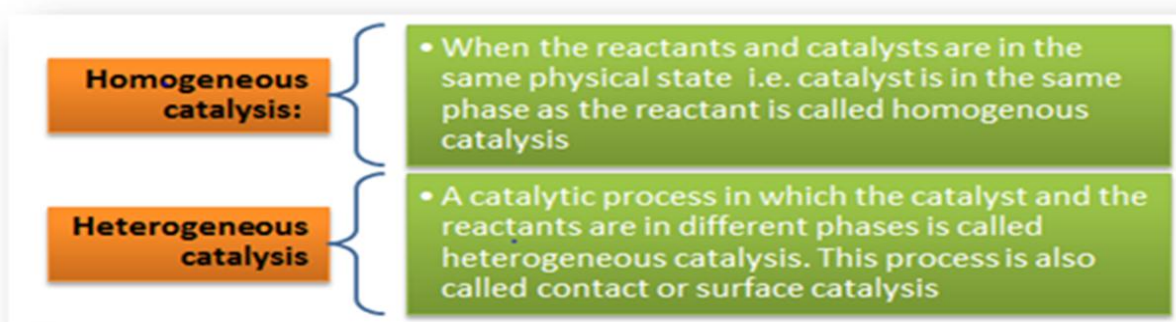 Homogeneous
catalysis:
• When the reactants and catalysts are in the
same physical state i.e. catalyst is in the same
phase as the reactant is called homogenous
catalysis
Heterogeneous
catalysis
• A catalytic process in which the catalyst and the
reactants are in different phases is called
heterogeneous catalysis. This process is also
called contact or surface catalysis